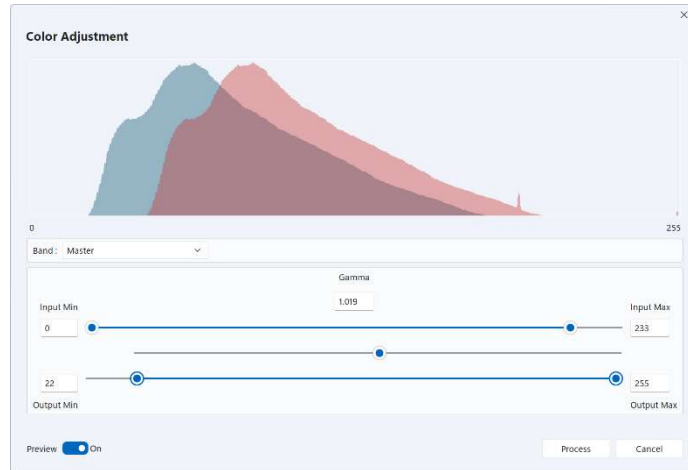 Color Adjustment
0 255
Band: Master
Gamma
1.019
Input Min Input Max
0 233
22 255
Output Min Output Max
Preview On Process Cancel